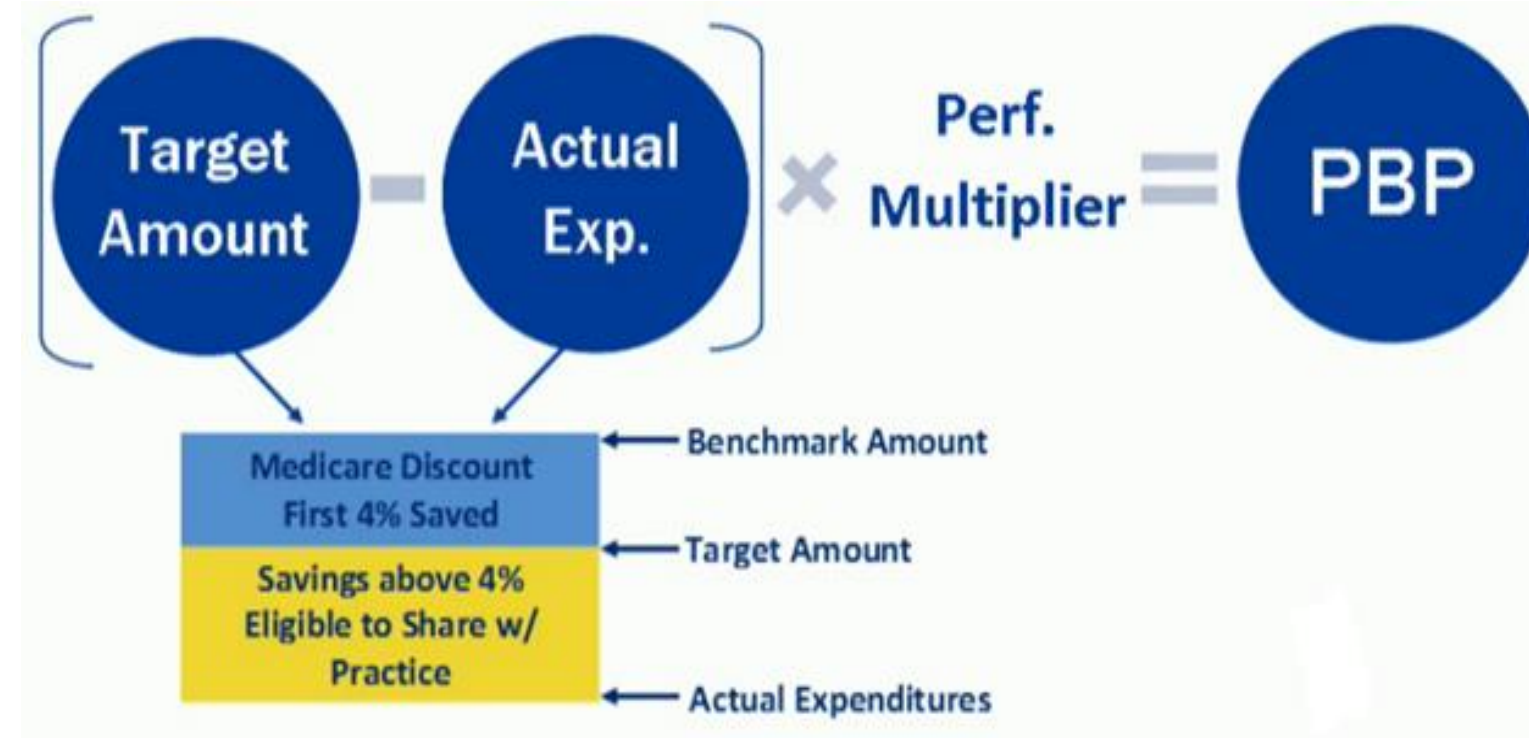 Target
Amount
Actual
Exp.
Perf.
Multiplier
PBP
Medicare Discount
First 4% Saved
Savings above 4%
Eligible to Share w/
Practice
Benchmark Amount
Target Amount
Actual Expenditures